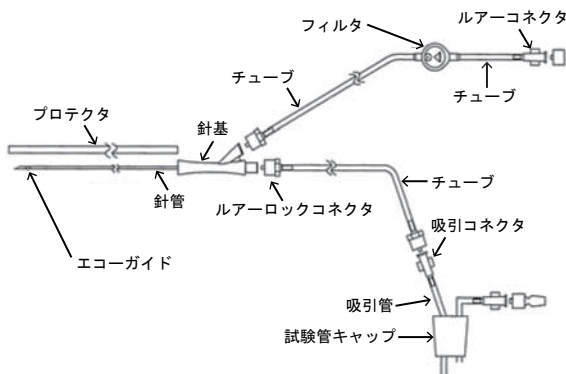 ルアーコネクタ
フィルタ
チューブ
チューブ
プロテクタ
針基
チューブ
針管
ルアーロックコネクタ
吸引コネクタ
エコーガイド
吸引管
試験管キャップ